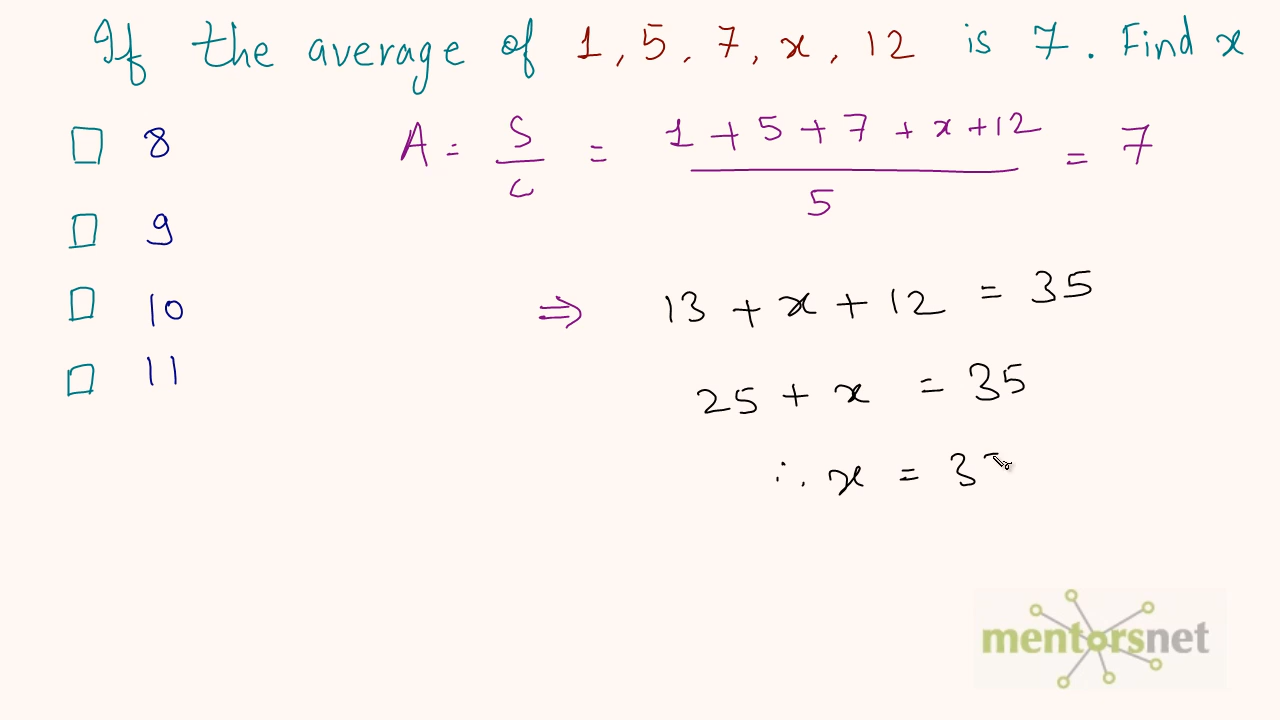 If the average of 1, 5, 7, x, 12 is 7. Find x
8
A = S/C = (1 + 5 + 7 + x + 12)/5 = 7
9
10
⇒ 13 + x + 12 = 35
11
25 + x = 35
∴ x = 3
mentorsnet